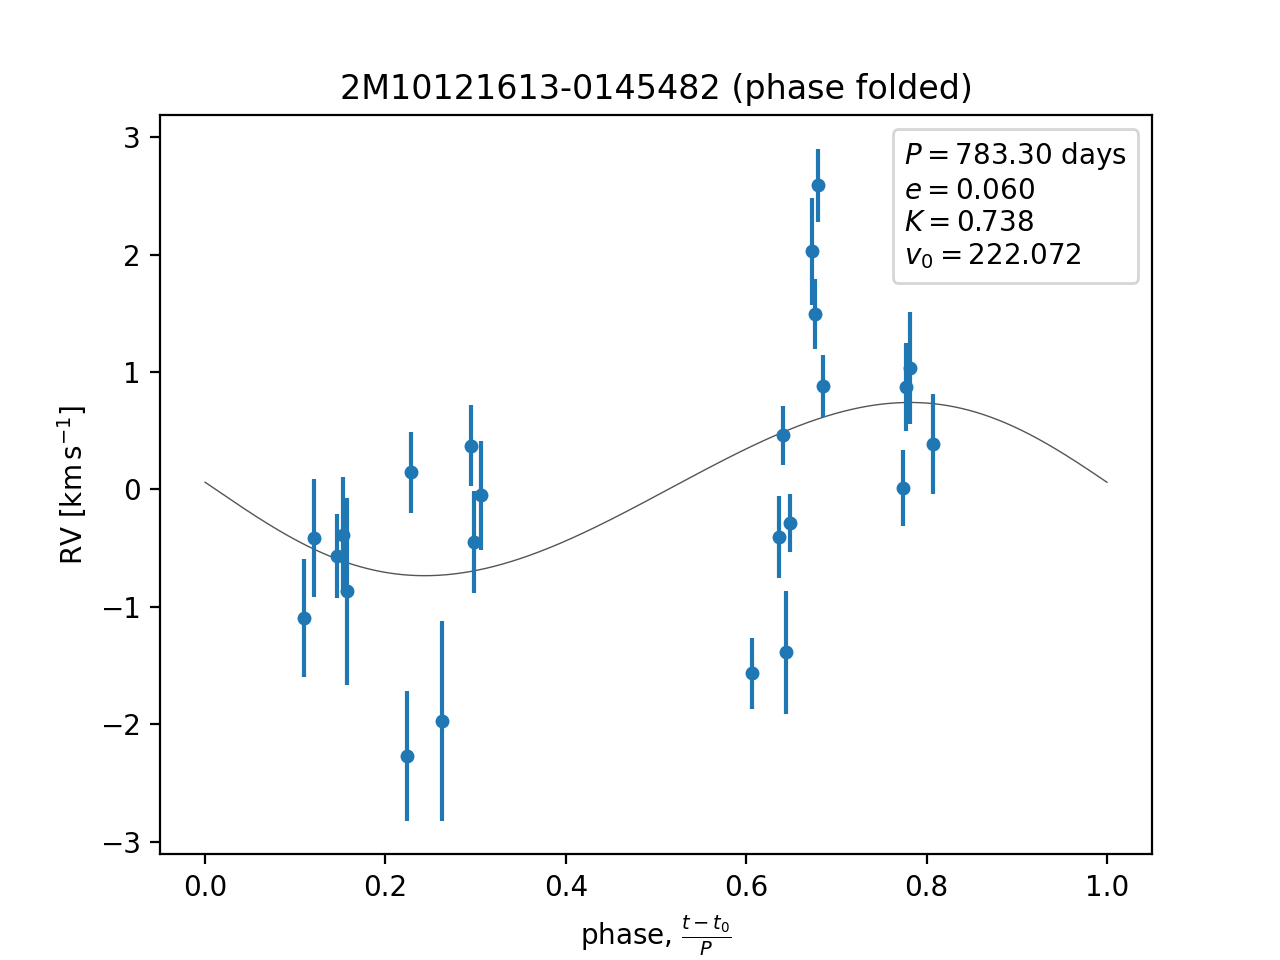 2M10121613-0145482 (phase folded)
P = 783.30 days
e = 0.060
K = 0.738
v₀ = 222.072
3
2
1
0
−1
−2
−3
RV [km s⁻¹]
0.0 0.2 0.4 0.6 0.8 1.0
phase, (t − t₀)/P